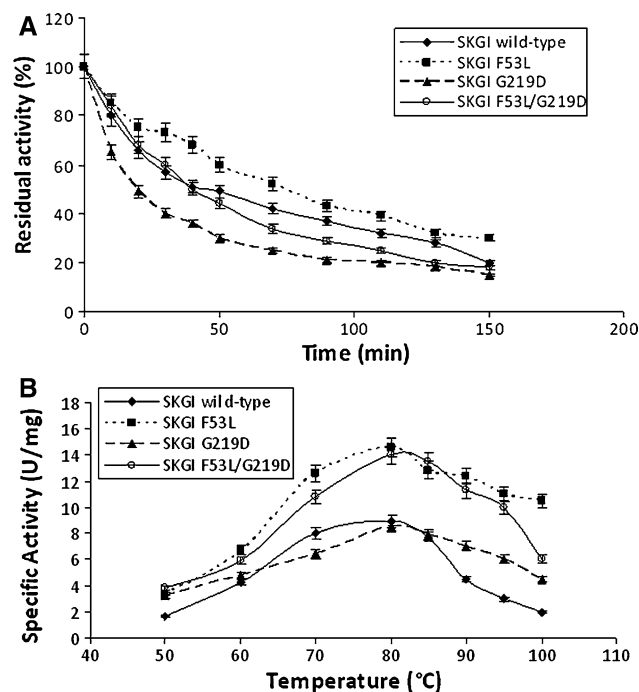 A
Residual activity (%)
120
100
80
60
40
20
0
0 50 100 150 200
Time (min)
SKGI wild-type
SKGI F53L
SKGI G219D
SKGI F53L/G219D
B
Specific Activity (U/mg)
18
16
14
12
10
8
6
4
2
0
40 50 60 70 80 90 100 110
Temperature (°C)
SKGI wild-type
SKGI F53L
SKGI G219D
SKGI F53L/G219D